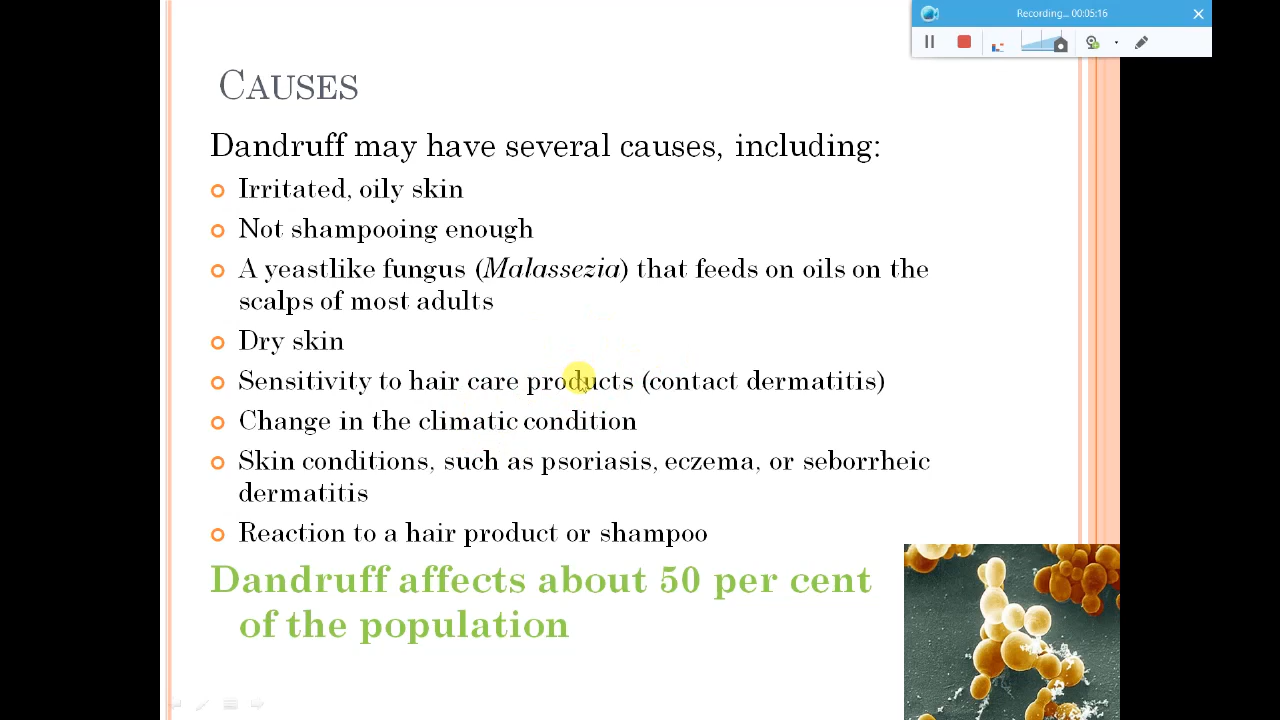 Recording... 00:05:16
CAUSES
Dandruff may have several causes, including:
Irritated, oily skin
Not shampooing enough
A yeastlike fungus (Malassezia) that feeds on oils on the
scalps of most adults
Dry skin
Sensitivity to hair care products (contact dermatitis)
Change in the climatic condition
Skin conditions, such as psoriasis, eczema, or seborrheic
dermatitis
Reaction to a hair product or shampoo
Dandruff affects about 50 per cent
of the population